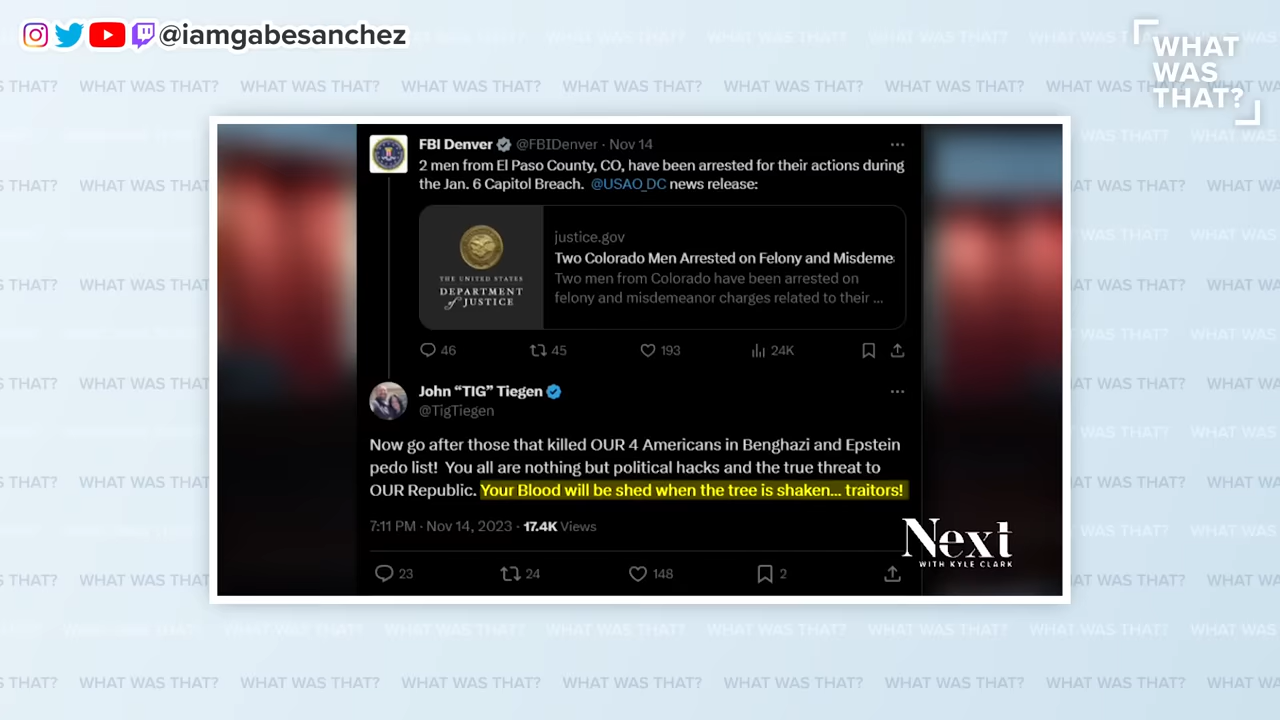 @iamgabesanchez
WHAT
WAS
THAT?
FBI Denver @FBIDenver · Nov 14
2 men from El Paso County, CO, have been arrested for their actions during
the Jan. 6 Capitol Breach. @USAO_DC news release:
justice.gov
Two Colorado Men Arrested on Felony and Misdeme
Two men from Colorado have been arrested on
felony and misdemeanor charges related to their ...
THE UNITED STATES
DEPARTMENT
of JUSTICE
46 45 193 24K
John “TIG” Tiegen
@TigTiegen
Now go after those that killed OUR 4 Americans in Benghazi and Epstein
pedo list! You all are nothing but political hacks and the true threat to
OUR Republic. Your Blood will be shed when the tree is shaken... traitors!
7:11 PM · Nov 14, 2023 · 17.4K Views
23 24 148 2
Next
WITH KYLE CLARK